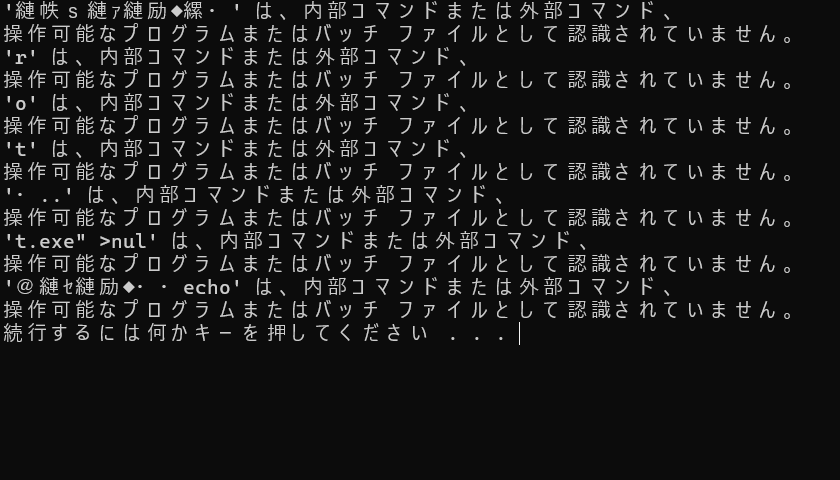 '縺帙ｓ縺ｧ縺励◆縲・ ' は、内部コマンドまたは外部コマンド、
操作可能なプログラムまたはバッチ ファイルとして認識されていません。
'r' は、内部コマンドまたは外部コマンド、
操作可能なプログラムまたはバッチ ファイルとして認識されていません。
'o' は、内部コマンドまたは外部コマンド、
操作可能なプログラムまたはバッチ ファイルとして認識されていません。
't' は、内部コマンドまたは外部コマンド、
操作可能なプログラムまたはバッチ ファイルとして認識されていません。
'・ ..' は、内部コマンドまたは外部コマンド、
操作可能なプログラムまたはバッチ ファイルとして認識されていません。
't.exe" >nul' は、内部コマンドまたは外部コマンド、
操作可能なプログラムまたはバッチ ファイルとして認識されていません。
'＠縺ｾ縺励◆・・ echo' は、内部コマンドまたは外部コマンド、
操作可能なプログラムまたはバッチ ファイルとして認識されていません。
続行するには何かキーを押してください . . .